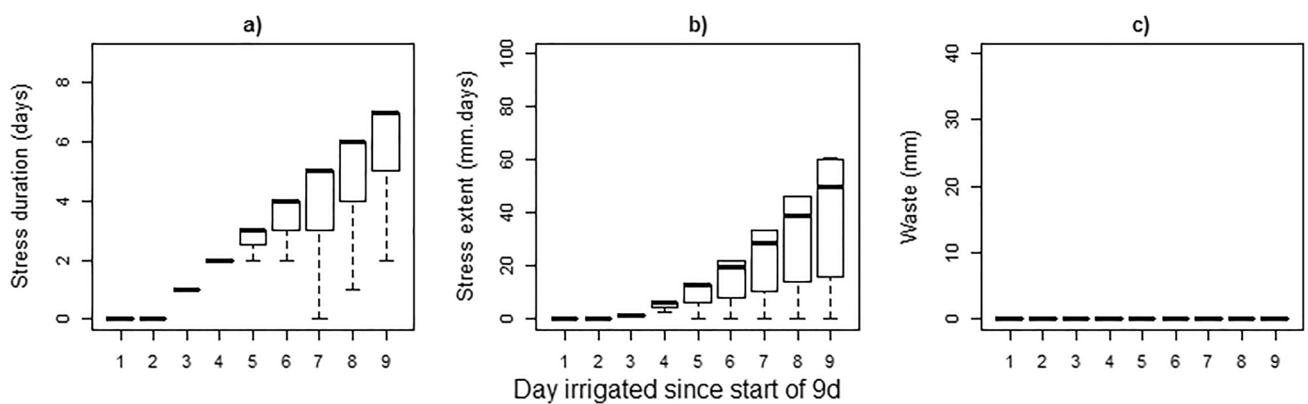 a)
b)
c)
Stress duration (days)
8
6
4
2
0
1 2 3 4 5 6 7 8 9
Stress extent (mm.days)
100
80
60
40
20
0
1 2 3 4 5 6 7 8 9
Waste (mm)
40
30
20
10
0
1 2 3 4 5 6 7 8 9
Day irrigated since start of 9d